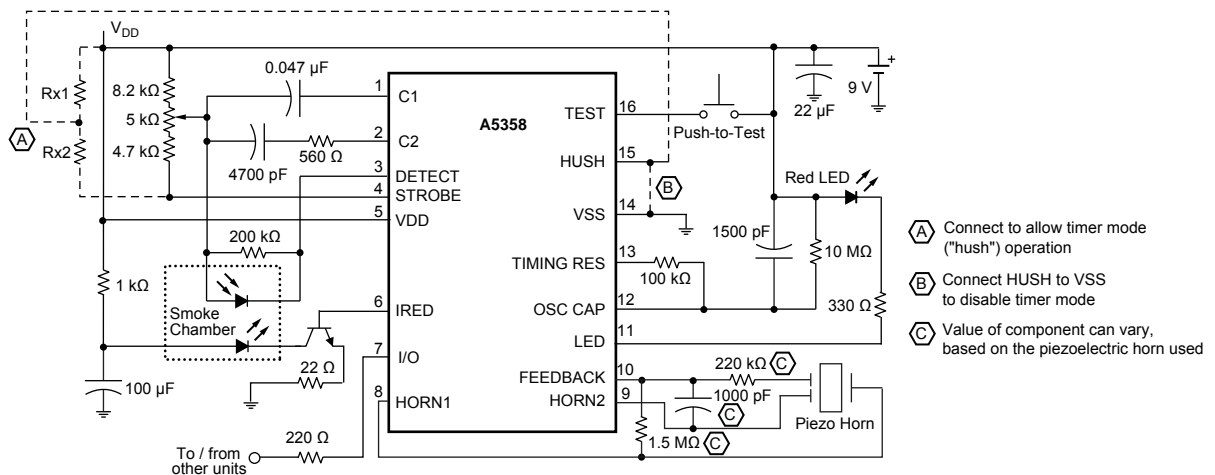 VDD
Rx1
Rx2
A
8.2 kΩ
5 kΩ
4.7 kΩ
0.047 µF
4700 pF
560 Ω
200 kΩ
1 kΩ
Smoke
Chamber
100 µF
22 Ω
220 Ω
To / from
other units
A5358
1
C1
2
C2
3
DETECT
4
STROBE
5
VDD
6
IRED
7
I/O
8
HORN1
16
TEST
15
HUSH
14
VSS
13
TIMING RES
12
OSC CAP
11
LED
10
FEEDBACK
9
HORN2
Push-to-Test
B
22 µF
9 V
+
Red LED
1500 pF
10 MΩ
100 kΩ
330 Ω
220 kΩ C
1000 pF
C
1.5 MΩ C
Piezo Horn
A Connect to allow timer mode
("hush") operation
B Connect HUSH to VSS
to disable timer mode
C Value of component can vary,
based on the piezoelectric horn used